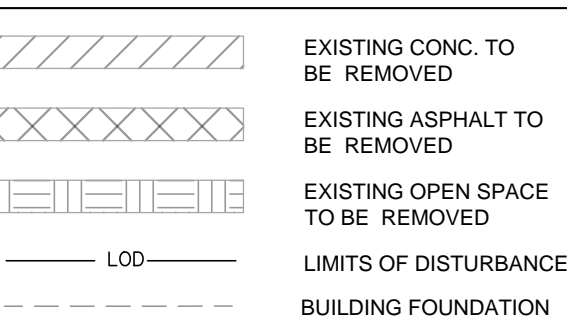 EXISTING CONC. TO
BE REMOVED
EXISTING ASPHALT TO
BE REMOVED
EXISTING OPEN SPACE
TO BE REMOVED
LOD
LIMITS OF DISTURBANCE
BUILDING FOUNDATION